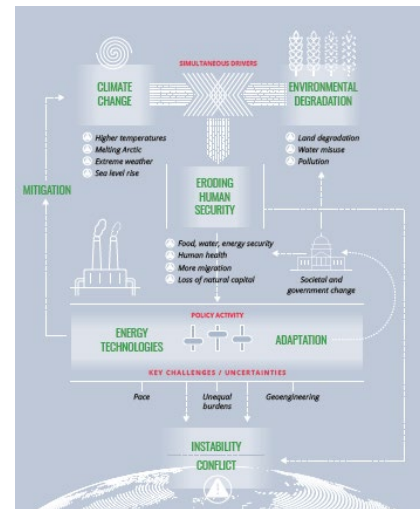 SIMULTANEOUS DRIVERS
CLIMATE
CHANGE
ENVIRONMENTAL
DEGRADATION
Higher temperatures
Melting Arctic
Extreme weather
Sea level rise
Land degradation
Water misuse
Pollution
MITIGATION
ERODING
HUMAN
SECURITY
Food, water, energy security
Human health
More migration
Loss of natural capital
Societal and
government change
POLICY ACTIVITY
ENERGY
TECHNOLOGIES
ADAPTATION
KEY CHALLENGES / UNCERTAINTIES
Pace
Unequal
burdens
Geoengineering
INSTABILITY
CONFLICT